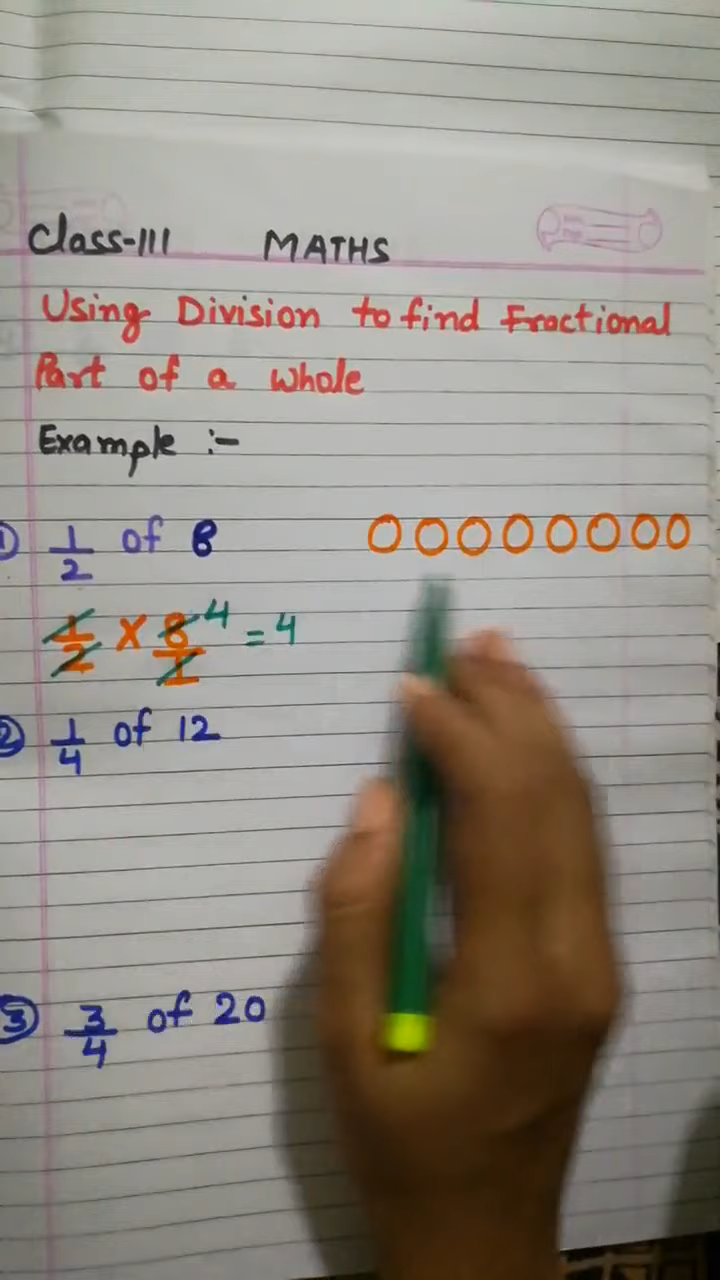 Class-III MATHS
Using Division to find Fractional
Part of a Whole
Example :-
① 1/2 of 8
1/2 X 8/1 4 = 4
② 1/4 of 12
③ 3/4 of 20